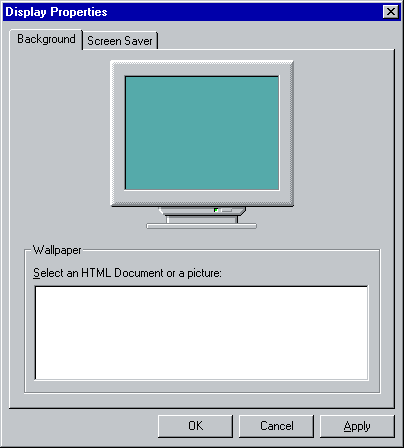 Display Properties
Background Screen Saver
Wallpaper
Select an HTML Document or a picture:
OK Cancel Apply